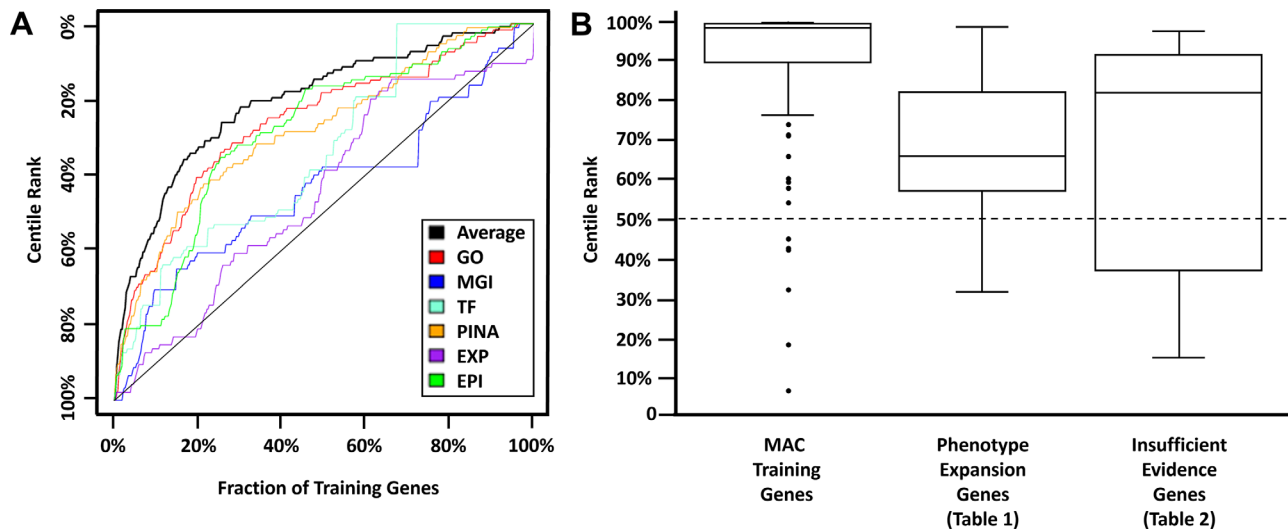 A
Centile Rank
0%
20%
40%
60%
80%
100%
0%
20%
40%
60%
80%
100%
Fraction of Training Genes
Average
GO
MGI
TF
PINA
EXP
EPI
B
Centile Rank
100%
90%
80%
70%
60%
50%
40%
30%
20%
10%
0
MAC
Training
Genes
Phenotype
Expansion
Genes
(Table 1)
Insufficient
Evidence
Genes
(Table 2)